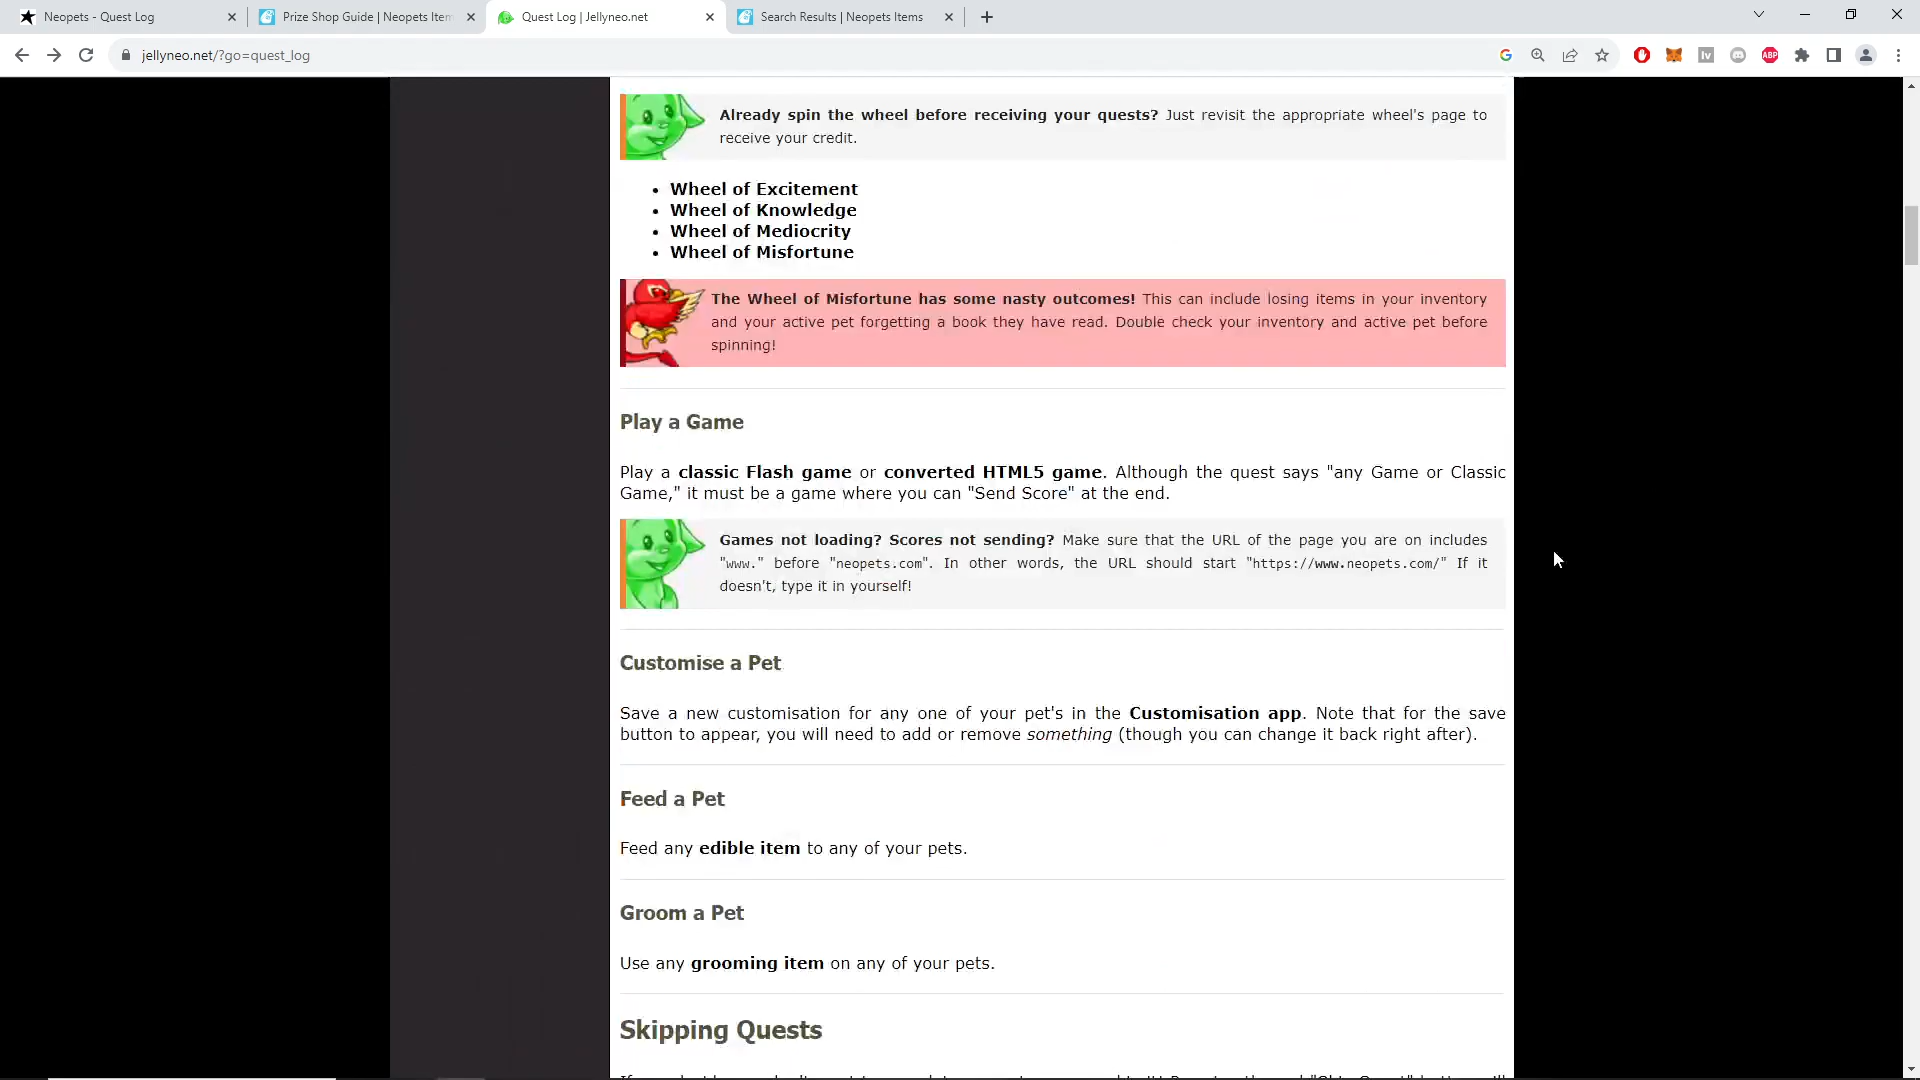 Neopets - Quest Log
Prize Shop Guide | Neopets Item
Quest Log | Jellyneo.net
Search Results | Neopets Items
jellyneo.net/?go=quest_log
ABP
Already spin the wheel before receiving your quests? Just revisit the appropriate wheel's page to
receive your credit.
• Wheel of Excitement
• Wheel of Knowledge
• Wheel of Mediocrity
• Wheel of Misfortune
The Wheel of Misfortune has some nasty outcomes! This can include losing items in your inventory
and your active pet forgetting a book they have read. Double check your inventory and active pet before
spinning!
Play a Game
Play a classic Flash game or converted HTML5 game. Although the quest says "any Game or Classic
Game," it must be a game where you can "Send Score" at the end.
Games not loading? Scores not sending? Make sure that the URL of the page you are on includes
"www." before "neopets.com". In other words, the URL should start "https://www.neopets.com/" If it
doesn't, type it in yourself!
Customise a Pet
Save a new customisation for any one of your pet's in the Customisation app. Note that for the save
button to appear, you will need to add or remove something (though you can change it back right after).
Feed a Pet
Feed any edible item to any of your pets.
Groom a Pet
Use any grooming item on any of your pets.
Skipping Quests